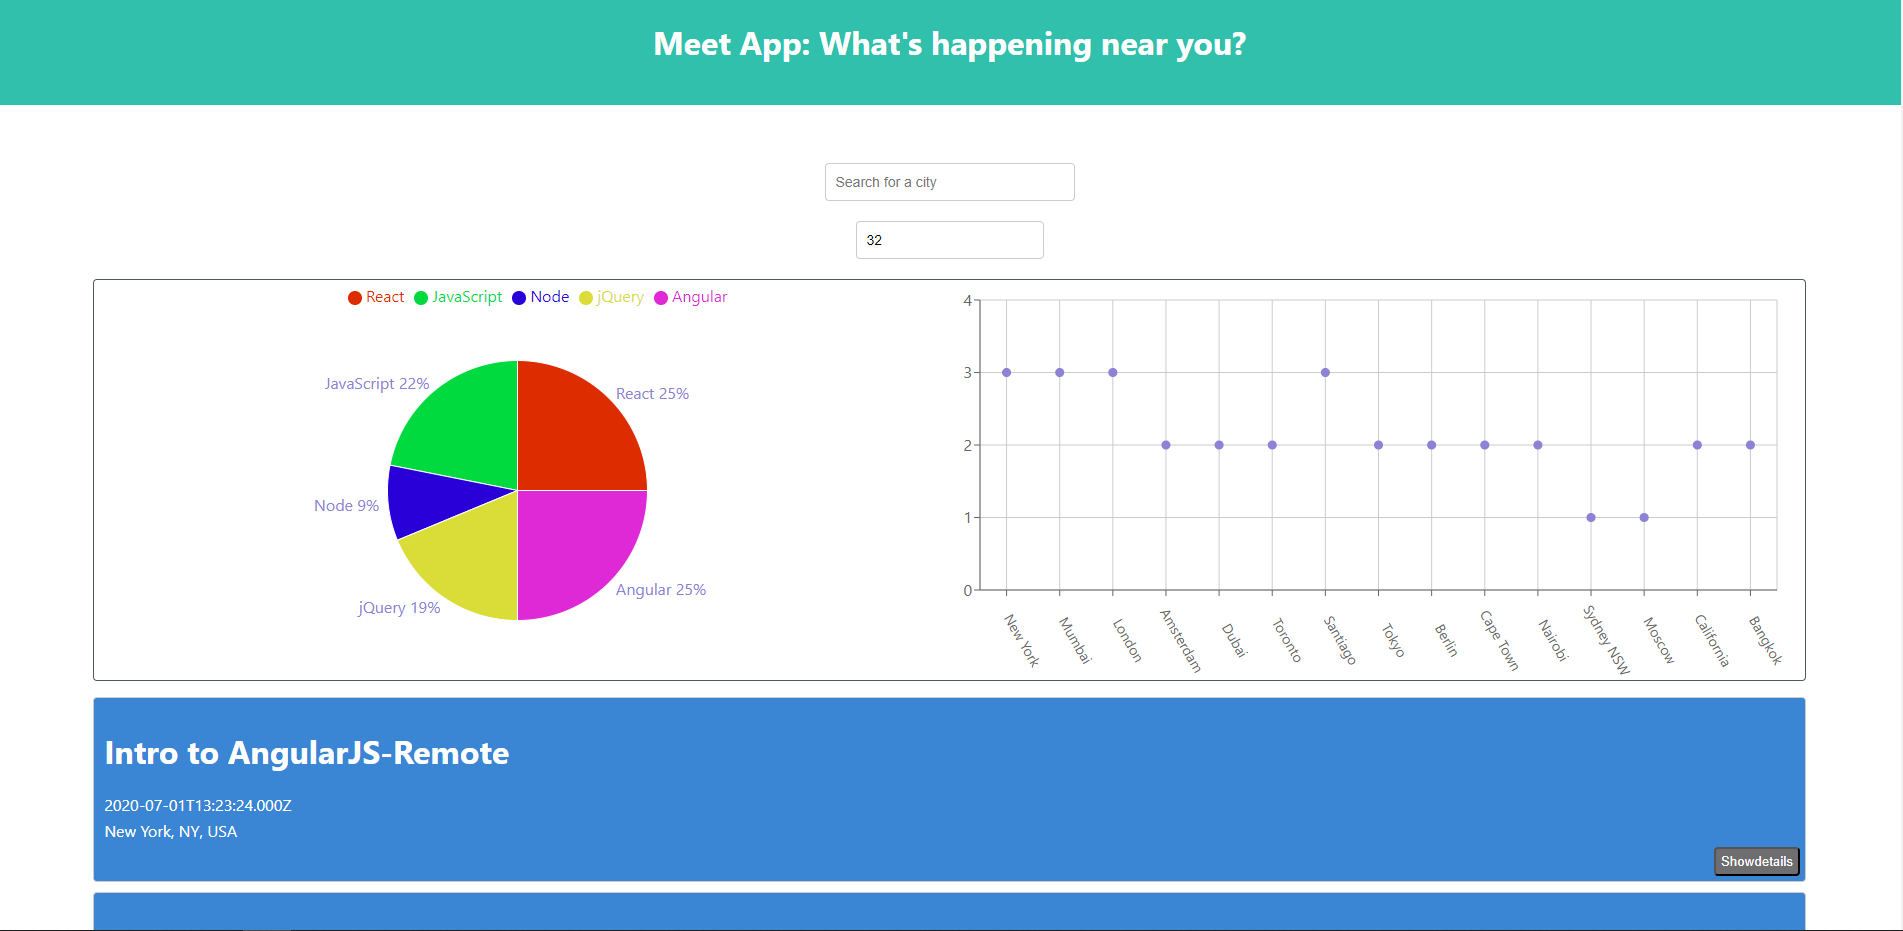 Meet App: What's happening near you?
Search for a city
32
React JavaScript Node jQuery Angular
JavaScript 22%
React 25%
Node 9%
Angular 25%
jQuery 19%
4
3
2
1
0
New York
Mumbai
London
Amsterdam
Dubai
Toronto
Santiago
Tokyo
Berlin
Cape Town
Nairobi
Sydney NSW
Moscow
California
Bangkok
Intro to AngularJS-Remote
2020-07-01T13:23:24.000Z
New York, NY, USA
Showdetails